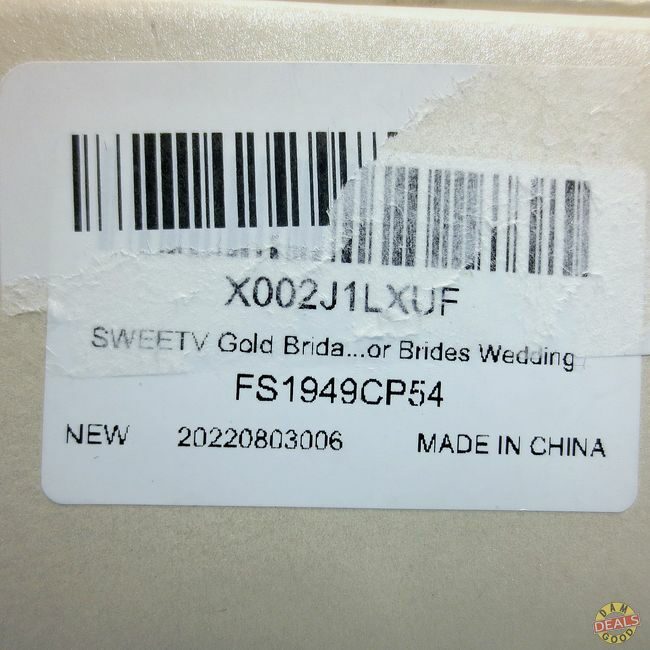 X002J1LXUF
SWEETV Gold Brida...or Brides Wedding
FS1949CP54
NEW 20220803006 MADE IN CHINA
DAM
DEALS
GOOD